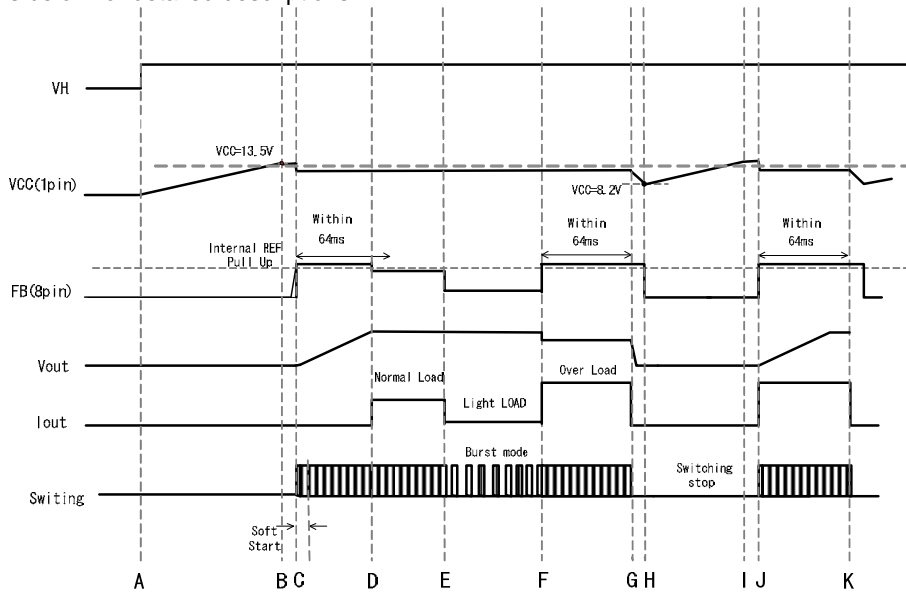 VH
VCC=13.5V
VCC(1pin)
VCC=8.2V
Within
64ms
Within
64ms
Within
64ms
Internal REF
Pull Up
FB(8pin)
Vout
Normal Load
Over Load
Light LOAD
Iout
Burst mode
Switching
stop
Switing
Soft
Start
A B C D E F G H I J K